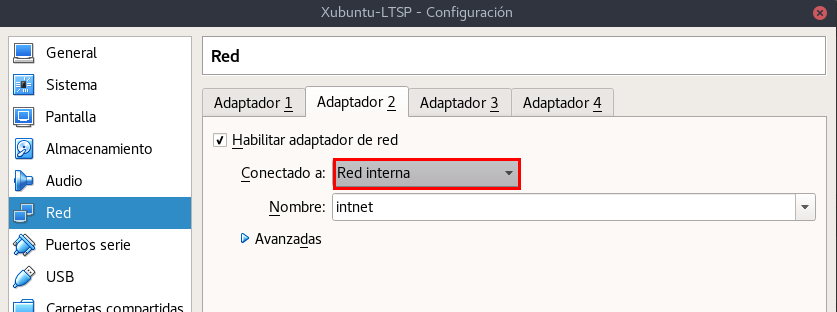 Xubuntu-LTSP - Configuración
General
Sistema
Pantalla
Almacenamiento
Audio
Red
Puertos serie
USB
Carpetas compartidas
Red
Adaptador 1 Adaptador 2 Adaptador 3 Adaptador 4
Habilitar adaptador de red
Conectado a: Red interna
Nombre: intnet
Avanzadas